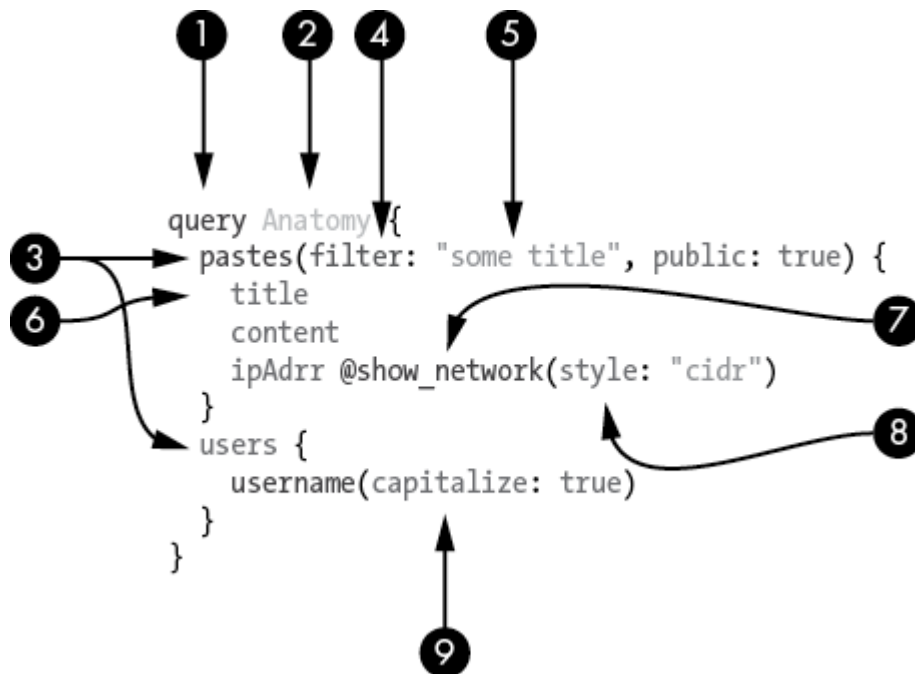 1 2 4 5
query Anatomy {
3 pastes(filter: "some title", public: true) {
6 title
content
7
ipAdrr @show_network(style: "cidr")
}
8
users {
username(capitalize: true)
}
}
9